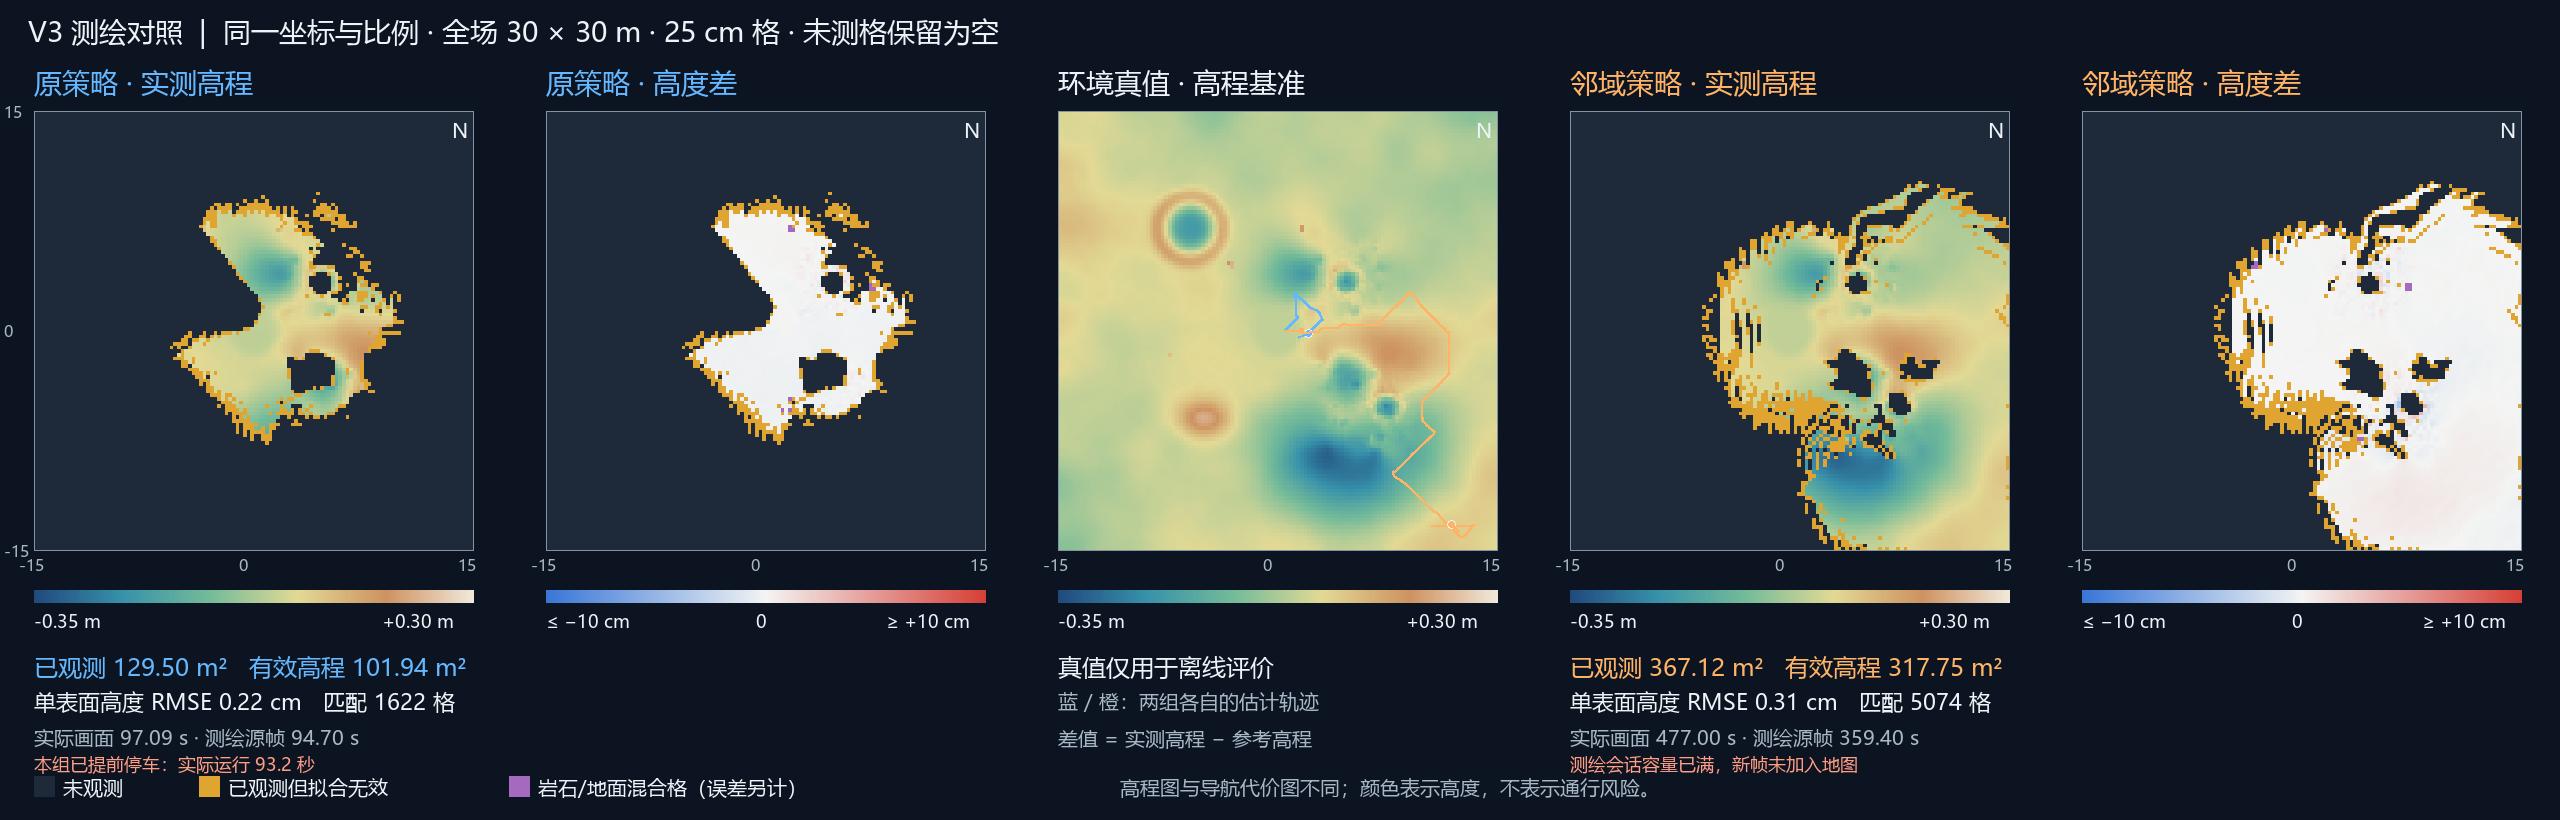 V3 测绘对照 | 同一坐标与比例 · 全场 30 × 30 m · 25 cm 格 · 未测格保留为空
原策略 · 实测高程
原策略 · 高度差
环境真值 · 高程基准
邻域策略 · 实测高程
邻域策略 · 高度差
15
N
N
N
N
N
0
-15
-15 0 15
-15 0 15
-15 0 15
-15 0 15
-15 0 15
-0.35 m +0.30 m
≤ −10 cm 0 ≥ +10 cm
-0.35 m +0.30 m
-0.35 m +0.30 m
≤ −10 cm 0 ≥ +10 cm
已观测 129.50 m² 有效高程 101.94 m²
单表面高度 RMSE 0.22 cm 匹配 1622 格
实际画面 97.09 s · 测绘源帧 94.70 s
本组已提前停车：实际运行 93.2 秒
真值仅用于离线评价
蓝 / 橙：两组各自的估计轨迹
差值 = 实测高程 − 参考高程
已观测 367.12 m² 有效高程 317.75 m²
单表面高度 RMSE 0.31 cm 匹配 5074 格
实际画面 477.00 s · 测绘源帧 359.40 s
测绘会话容量已满，新帧未加入地图
未观测
已观测但拟合无效
岩石/地面混合格（误差另计）
高程图与导航代价图不同；颜色表示高度，不表示通行风险。